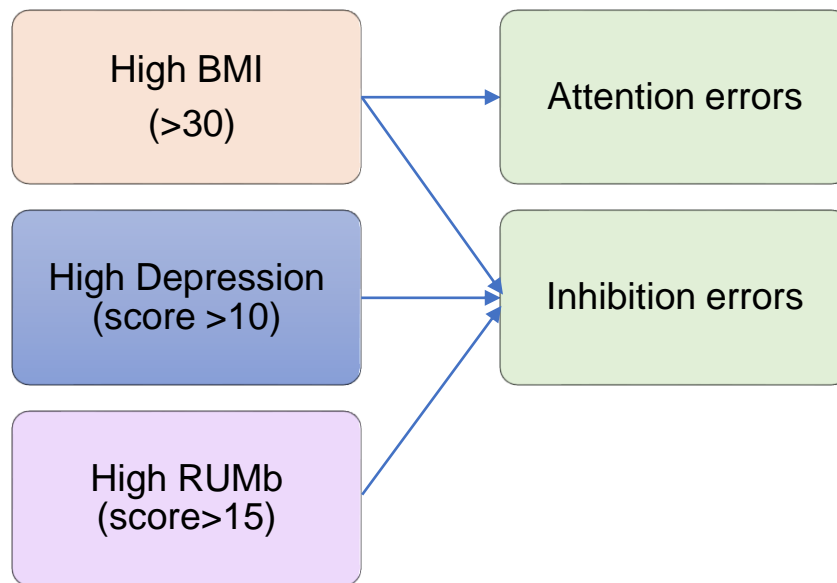 High BMI
(>30)
Attention errors
High Depression
(score >10)
Inhibition errors
High RUMb
(score>15)